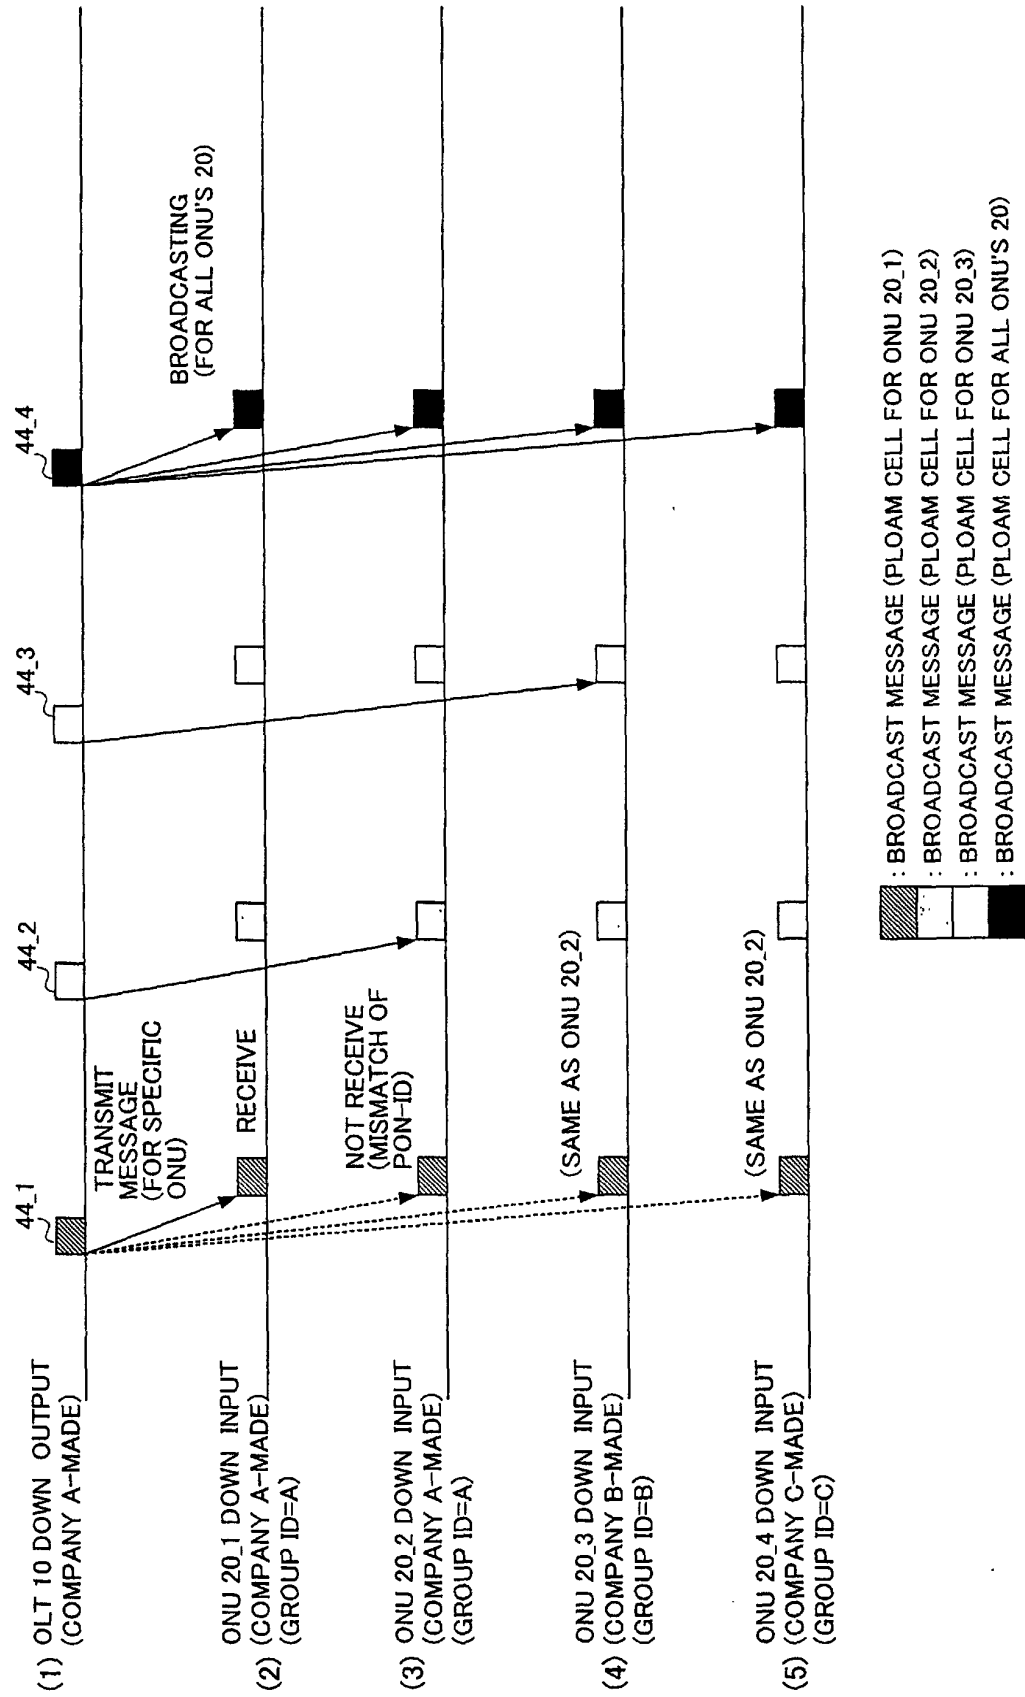 (1) OLT 10 DOWN OUTPUT
(COMPANY A-MADE)
44_1
44_2
44_3
44_4
TRANSMIT
MESSAGE
(FOR SPECIFIC
ONU)
(2) ONU 20_1 DOWN INPUT
(COMPANY A-MADE)
(GROUP ID=A)
RECEIVE
BROADCASTING
(FOR ALL ONU'S 20)
(3) ONU 20_2 DOWN INPUT
(COMPANY A-MADE)
(GROUP ID=A)
NOT RECEIVE
(MISMATCH OF
PON-ID)
(4) ONU 20_3 DOWN INPUT
(COMPANY B-MADE)
(GROUP ID=B)
(SAME AS ONU 20_2)
(5) ONU 20_4 DOWN INPUT
(COMPANY C-MADE)
(GROUP ID=C)
(SAME AS ONU 20_2)
: BROADCAST MESSAGE (PLOAM CELL FOR ONU 20_1)
: BROADCAST MESSAGE (PLOAM CELL FOR ONU 20_2)
: BROADCAST MESSAGE (PLOAM CELL FOR ONU 20_3)
: BROADCAST MESSAGE (PLOAM CELL FOR ALL ONU'S 20)